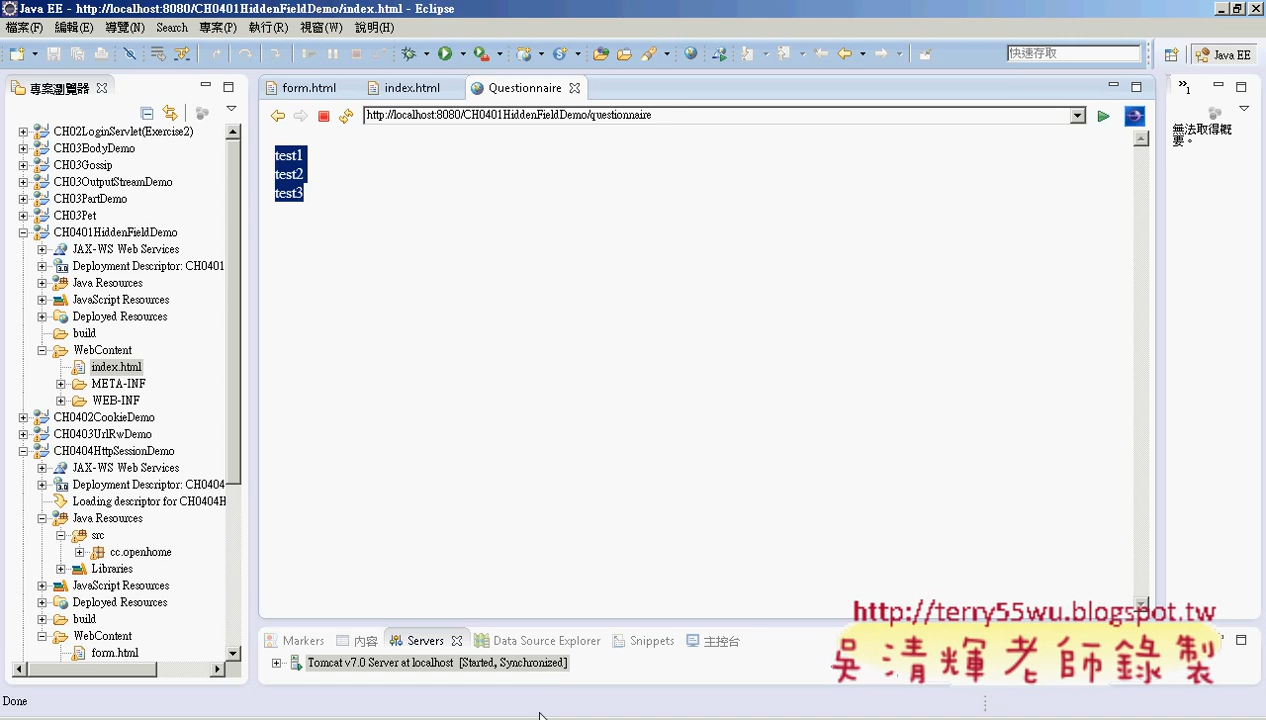 Java EE - http://localhost:8080/CH0401HiddenFieldDemo/index.html - Eclipse
檔案(F) 編輯(E) 導覽(N) Search 專案(P) 執行(R) 視窗(W) 說明(H)
快速存取
Java EE
專案瀏覽器
CH02LoginServlet(Exercise2)
CH03BodyDemo
CH03Gossip
CH03OutputStreamDemo
CH03PartDemo
CH03Pet
CH0401HiddenFieldDemo
JAX-WS Web Services
Deployment Descriptor: CH0401
Java Resources
JavaScript Resources
Deployed Resources
build
WebContent
index.html
META-INF
WEB-INF
CH0402CookieDemo
CH0403UrlRwDemo
CH0404HttpSessionDemo
JAX-WS Web Services
Deployment Descriptor: CH0404
Loading descriptor for CH0404H
Java Resources
src
cc.openhome
Libraries
JavaScript Resources
Deployed Resources
build
WebContent
form.html
form.html index.html Questionnaire
http://localhost:8080/CH0401HiddenFieldDemo/questionnaire
test1
test2
test3
無法取得概
要。
Markers 內容 Servers Data Source Explorer Snippets 主控台
Tomcat v7.0 Server at localhost [Started, Synchronized]
http://terry55wu.blogspot.tw
吳清輝老師錄製
Done